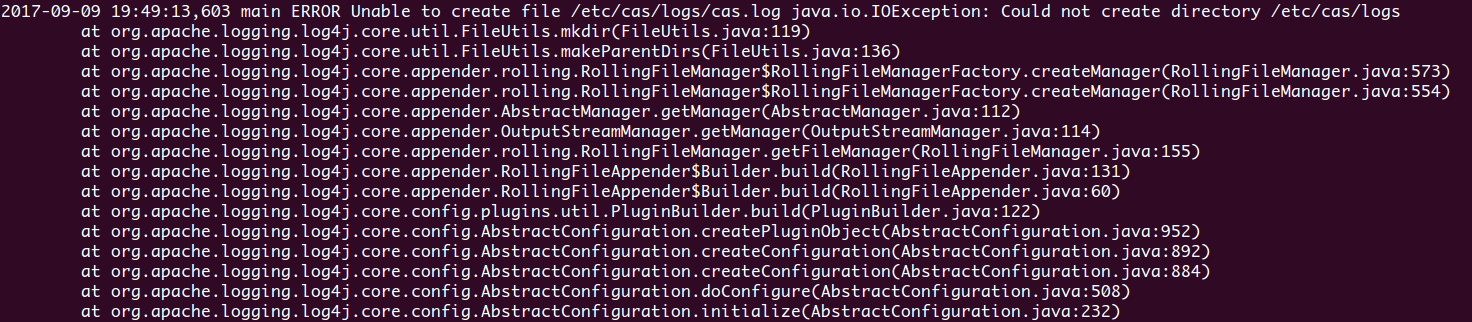 2017-09-09 19:49:13,603 main ERROR Unable to create file /etc/cas/logs/cas.log java.io.IOException: Could not create directory /etc/cas/logs
at org.apache.logging.log4j.core.util.FileUtils.mkdir(FileUtils.java:119)
at org.apache.logging.log4j.core.util.FileUtils.makeParentDirs(FileUtils.java:136)
at org.apache.logging.log4j.core.appender.rolling.RollingFileManager$RollingFileManagerFactory.createManager(RollingFileManager.java:573)
at org.apache.logging.log4j.core.appender.rolling.RollingFileManager$RollingFileManagerFactory.createManager(RollingFileManager.java:554)
at org.apache.logging.log4j.core.appender.AbstractManager.getManager(AbstractManager.java:112)
at org.apache.logging.log4j.core.appender.OutputStreamManager.getManager(OutputStreamManager.java:114)
at org.apache.logging.log4j.core.appender.rolling.RollingFileManager.getFileManager(RollingFileManager.java:155)
at org.apache.logging.log4j.core.appender.RollingFileAppender$Builder.build(RollingFileAppender.java:131)
at org.apache.logging.log4j.core.appender.RollingFileAppender$Builder.build(RollingFileAppender.java:60)
at org.apache.logging.log4j.core.config.plugins.util.PluginBuilder.build(PluginBuilder.java:122)
at org.apache.logging.log4j.core.config.AbstractConfiguration.createPluginObject(AbstractConfiguration.java:952)
at org.apache.logging.log4j.core.config.AbstractConfiguration.createConfiguration(AbstractConfiguration.java:892)
at org.apache.logging.log4j.core.config.AbstractConfiguration.createConfiguration(AbstractConfiguration.java:884)
at org.apache.logging.log4j.core.config.AbstractConfiguration.doConfigure(AbstractConfiguration.java:508)
at org.apache.logging.log4j.core.config.AbstractConfiguration.initialize(AbstractConfiguration.java:232)